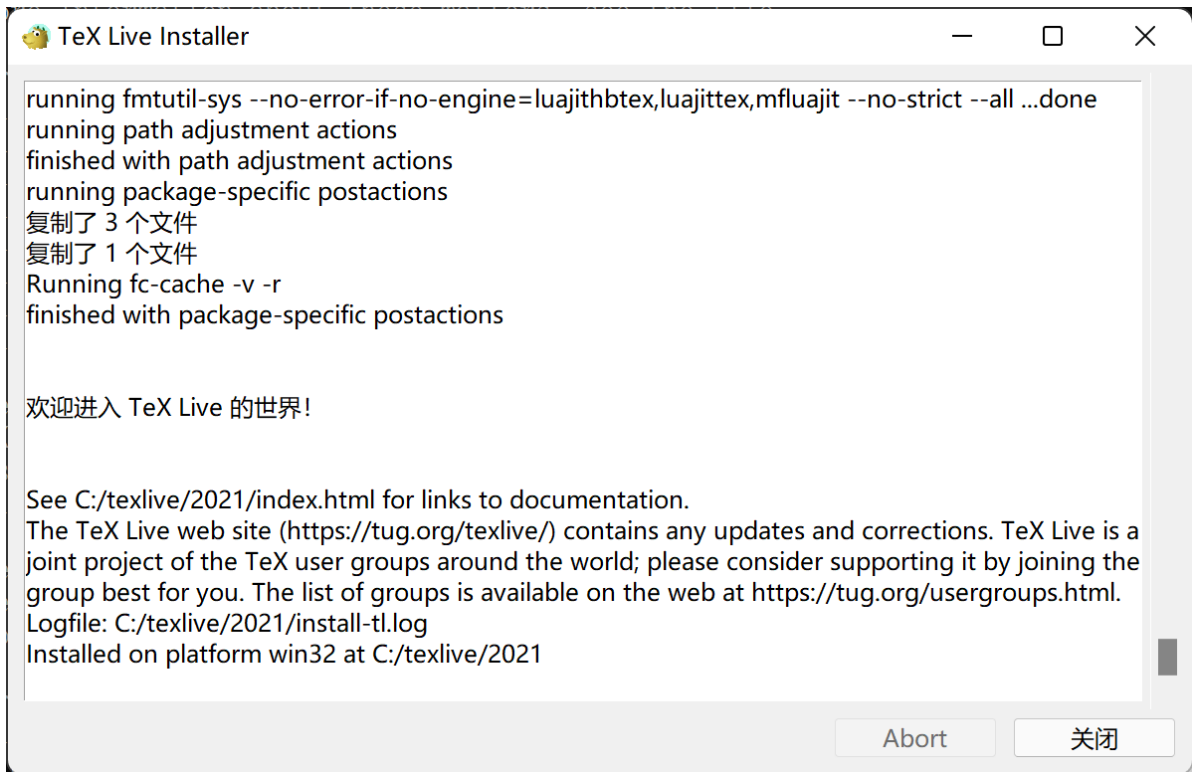 TeX Live Installer
running fmtutil-sys --no-error-if-no-engine=luajithbtex,luajittex,mfluajit --no-strict --all ...done
running path adjustment actions
finished with path adjustment actions
running package-specific postactions
复制了 3 个文件
复制了 1 个文件
Running fc-cache -v -r
finished with package-specific postactions
欢迎进入 TeX Live 的世界！
See C:/texlive/2021/index.html for links to documentation.
The TeX Live web site (https://tug.org/texlive/) contains any updates and corrections. TeX Live is a
joint project of the TeX user groups around the world; please consider supporting it by joining the
group best for you. The list of groups is available on the web at https://tug.org/usergroups.html.
Logfile: C:/texlive/2021/install-tl.log
Installed on platform win32 at C:/texlive/2021
Abort
关闭